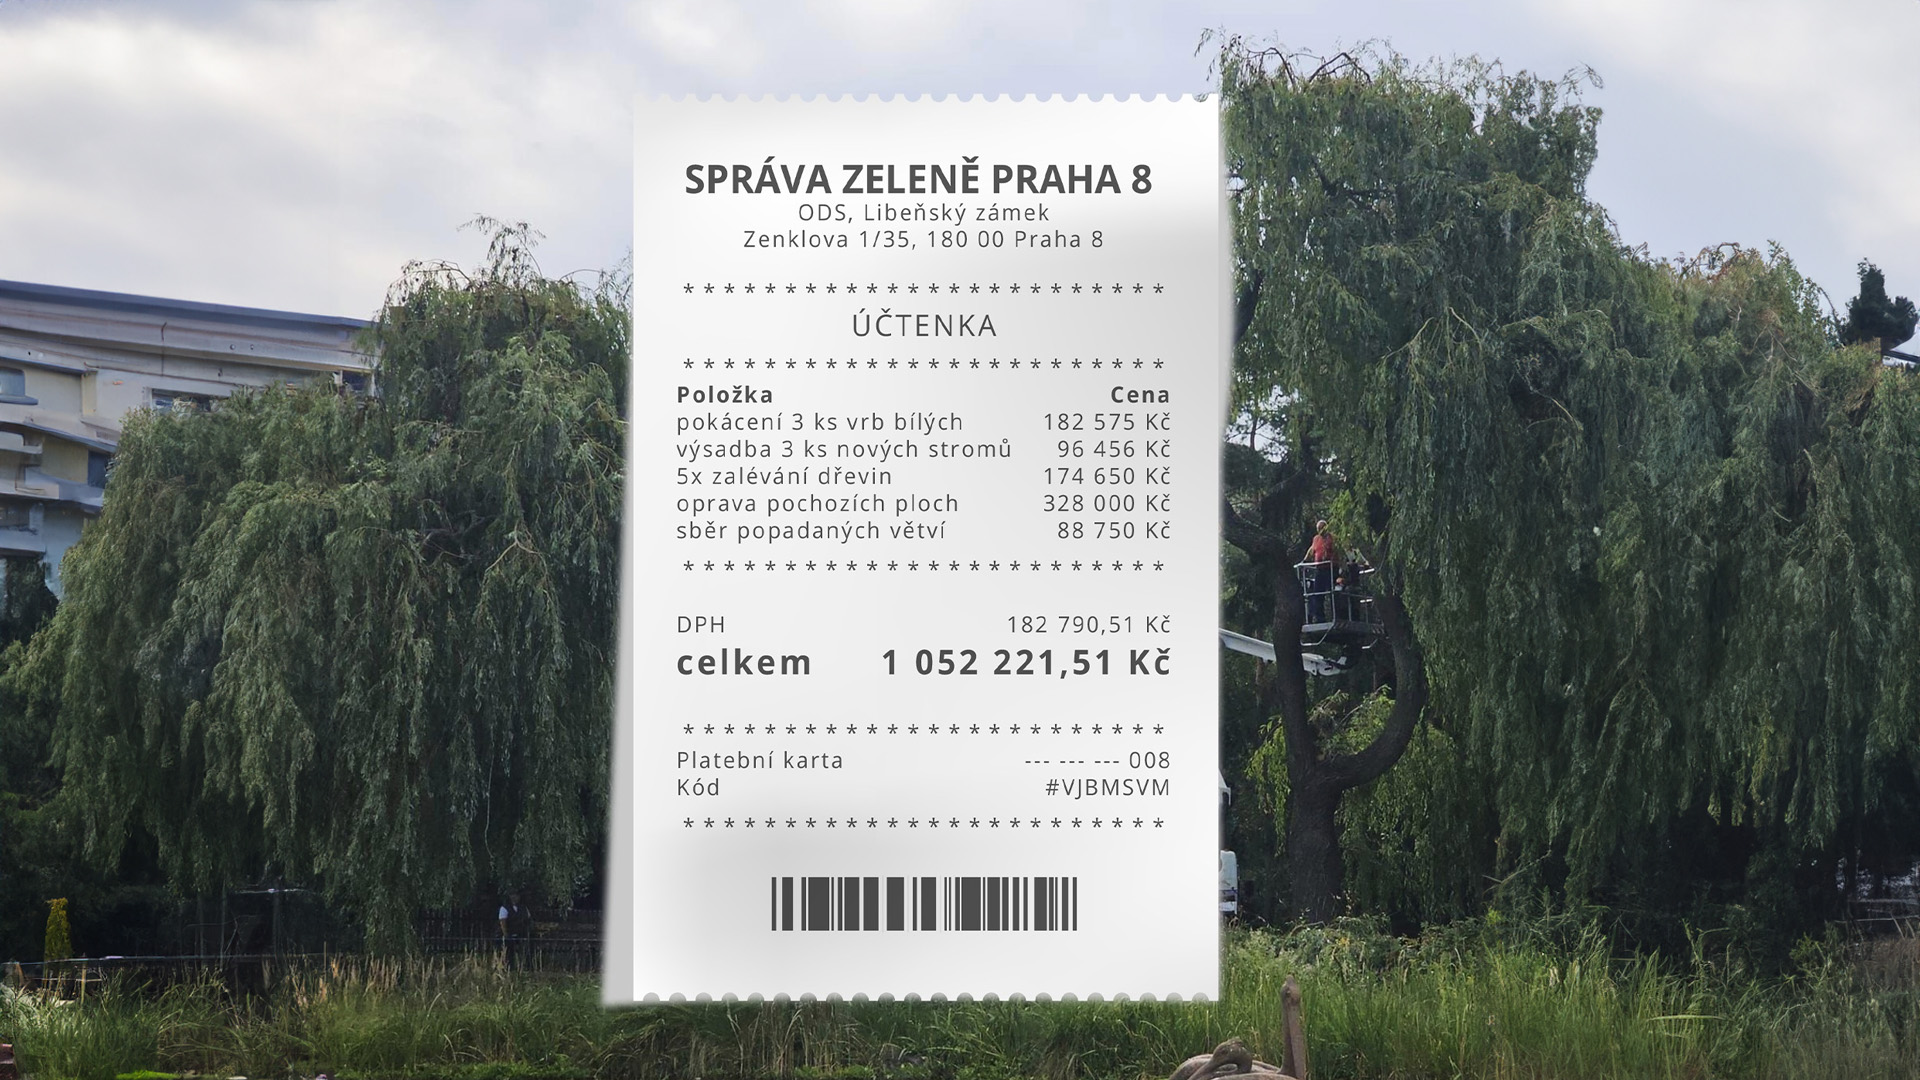 SPRÁVA ZELENĚ PRAHA 8
ODS, Libeňský zámek
Zenklova 1/35, 180 00 Praha 8
* * * * * * * * * * * * * * * * * * * * * * * *
ÚČTENKA
* * * * * * * * * * * * * * * * * * * * * * * *
Položka Cena
pokácení 3 ks vrb bílých 182 575 Kč
výsadba 3 ks nových stromů 96 456 Kč
5x zalévání dřevin 174 650 Kč
oprava pochozích ploch 328 000 Kč
sběr popadaných větví 88 750 Kč
* * * * * * * * * * * * * * * * * * * * * * * *
DPH 182 790,51 Kč
celkem 1 052 221,51 Kč
* * * * * * * * * * * * * * * * * * * * * * * *
Platební karta --- --- --- 008
Kód #VJBMSVM
* * * * * * * * * * * * * * * * * * * * * * * *